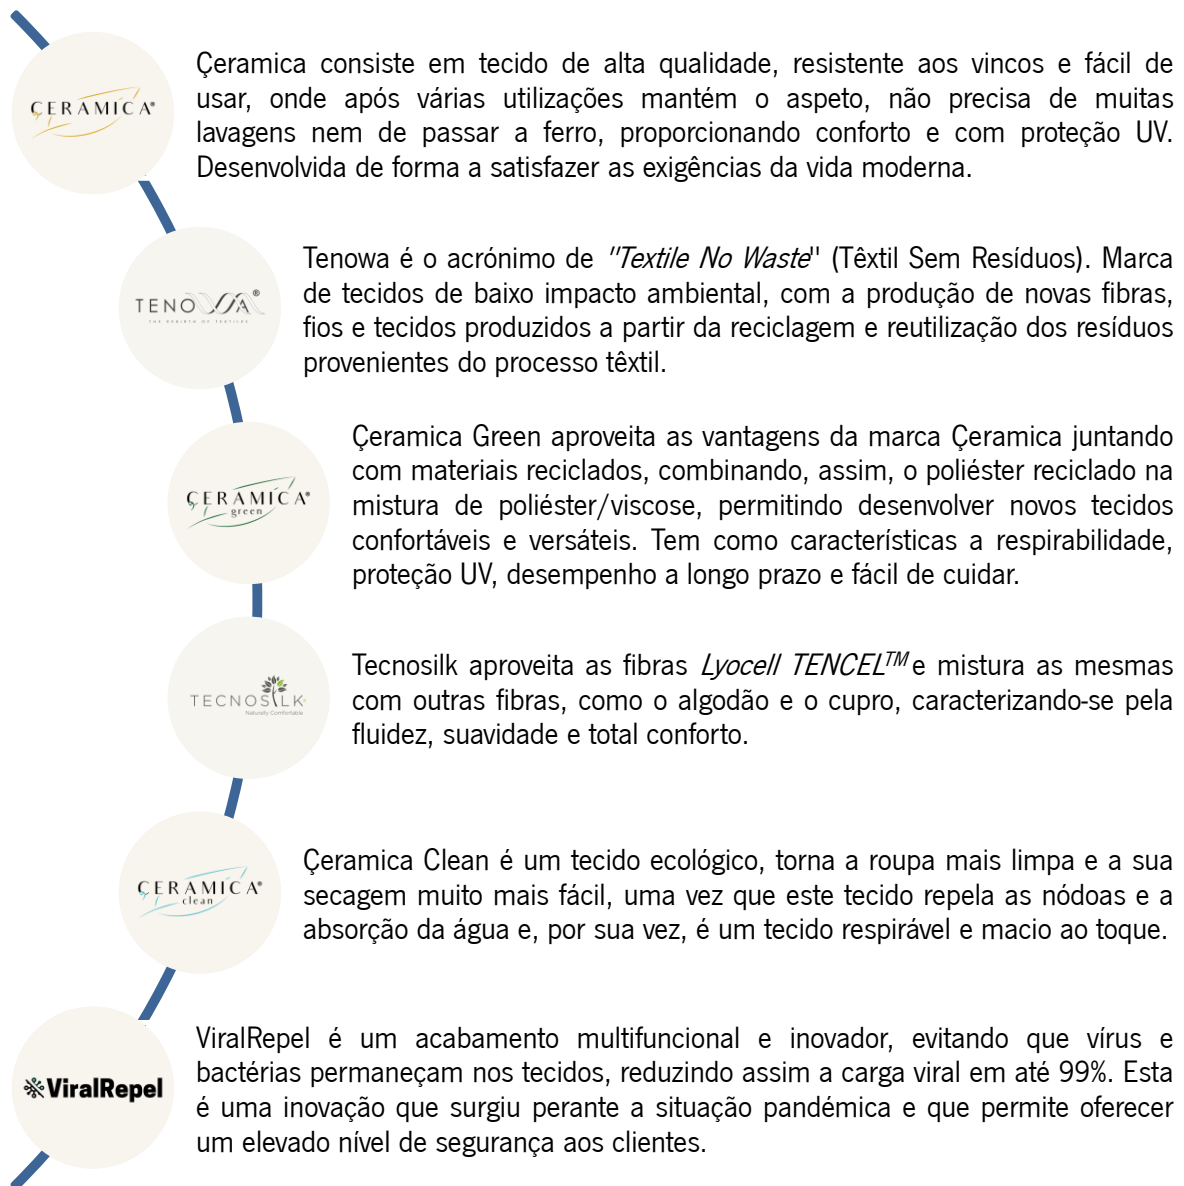 ÇERAMICA®
Çeramica consiste em tecido de alta qualidade, resistente aos vincos e fácil de
usar, onde após várias utilizações mantém o aspeto, não precisa de muitas
lavagens nem de passar a ferro, proporcionando conforto e com proteção UV.
Desenvolvida de forma a satisfazer as exigências da vida moderna.
TENOWA®
THE REBIRTH OF TEXTILES
Tenowa é o acrónimo de "Textile No Waste" (Têxtil Sem Resíduos). Marca
de tecidos de baixo impacto ambiental, com a produção de novas fibras,
fios e tecidos produzidos a partir da reciclagem e reutilização dos resíduos
provenientes do processo têxtil.
ÇERAMICA®
green
Çeramica Green aproveita as vantagens da marca Çeramica juntando
com materiais reciclados, combinando, assim, o poliéster reciclado na
mistura de poliéster/viscose, permitindo desenvolver novos tecidos
confortáveis e versáteis. Tem como características a respirabilidade,
proteção UV, desempenho a longo prazo e fácil de cuidar.
TECNOSILK
Naturally Comfortable
Tecnosilk aproveita as fibras Lyocell TENCEL™ e mistura as mesmas
com outras fibras, como o algodão e o cupro, caracterizando-se pela
fluidez, suavidade e total conforto.
ÇERAMICA®
clean
Çeramica Clean é um tecido ecológico, torna a roupa mais limpa e a sua
secagem muito mais fácil, uma vez que este tecido repela as nódoas e a
absorção da água e, por sua vez, é um tecido respirável e macio ao toque.
ViralRepel
ViralRepel é um acabamento multifuncional e inovador, evitando que vírus e
bactérias permaneçam nos tecidos, reduzindo assim a carga viral em até 99%. Esta
é uma inovação que surgiu perante a situação pandémica e que permite oferecer
um elevado nível de segurança aos clientes.